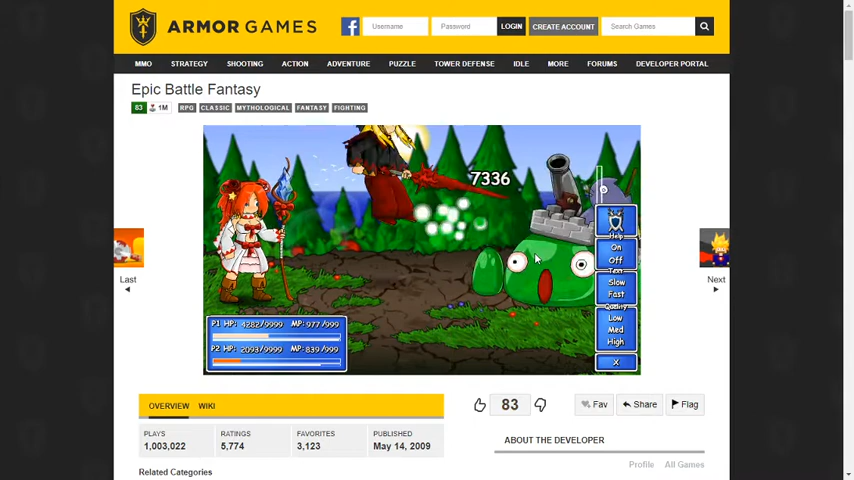 ARMOR GAMES
Username
Password
LOGIN
CREATE ACCOUNT
Search Games
MMO STRATEGY SHOOTING ACTION ADVENTURE PUZZLE TOWER DEFENSE IDLE MORE FORUMS DEVELOPER PORTAL
Epic Battle Fantasy
83 1M RPG CLASSIC MYTHOLOGICAL FANTASY FIGHTING
7336
Help
On
Off
Text
Slow
Fast
Quality
Low
Med
High
X
Last
Next
P1 HP: 4282/9999 MP: 977/999
P2 HP: 2093/9999 MP: 839/999
OVERVIEW WIKI
83
Fav
Share
Flag
PLAYS RATINGS FAVORITES PUBLISHED
1,003,022 5,774 3,123 May 14, 2009
ABOUT THE DEVELOPER
Profile All Games
Related Categories